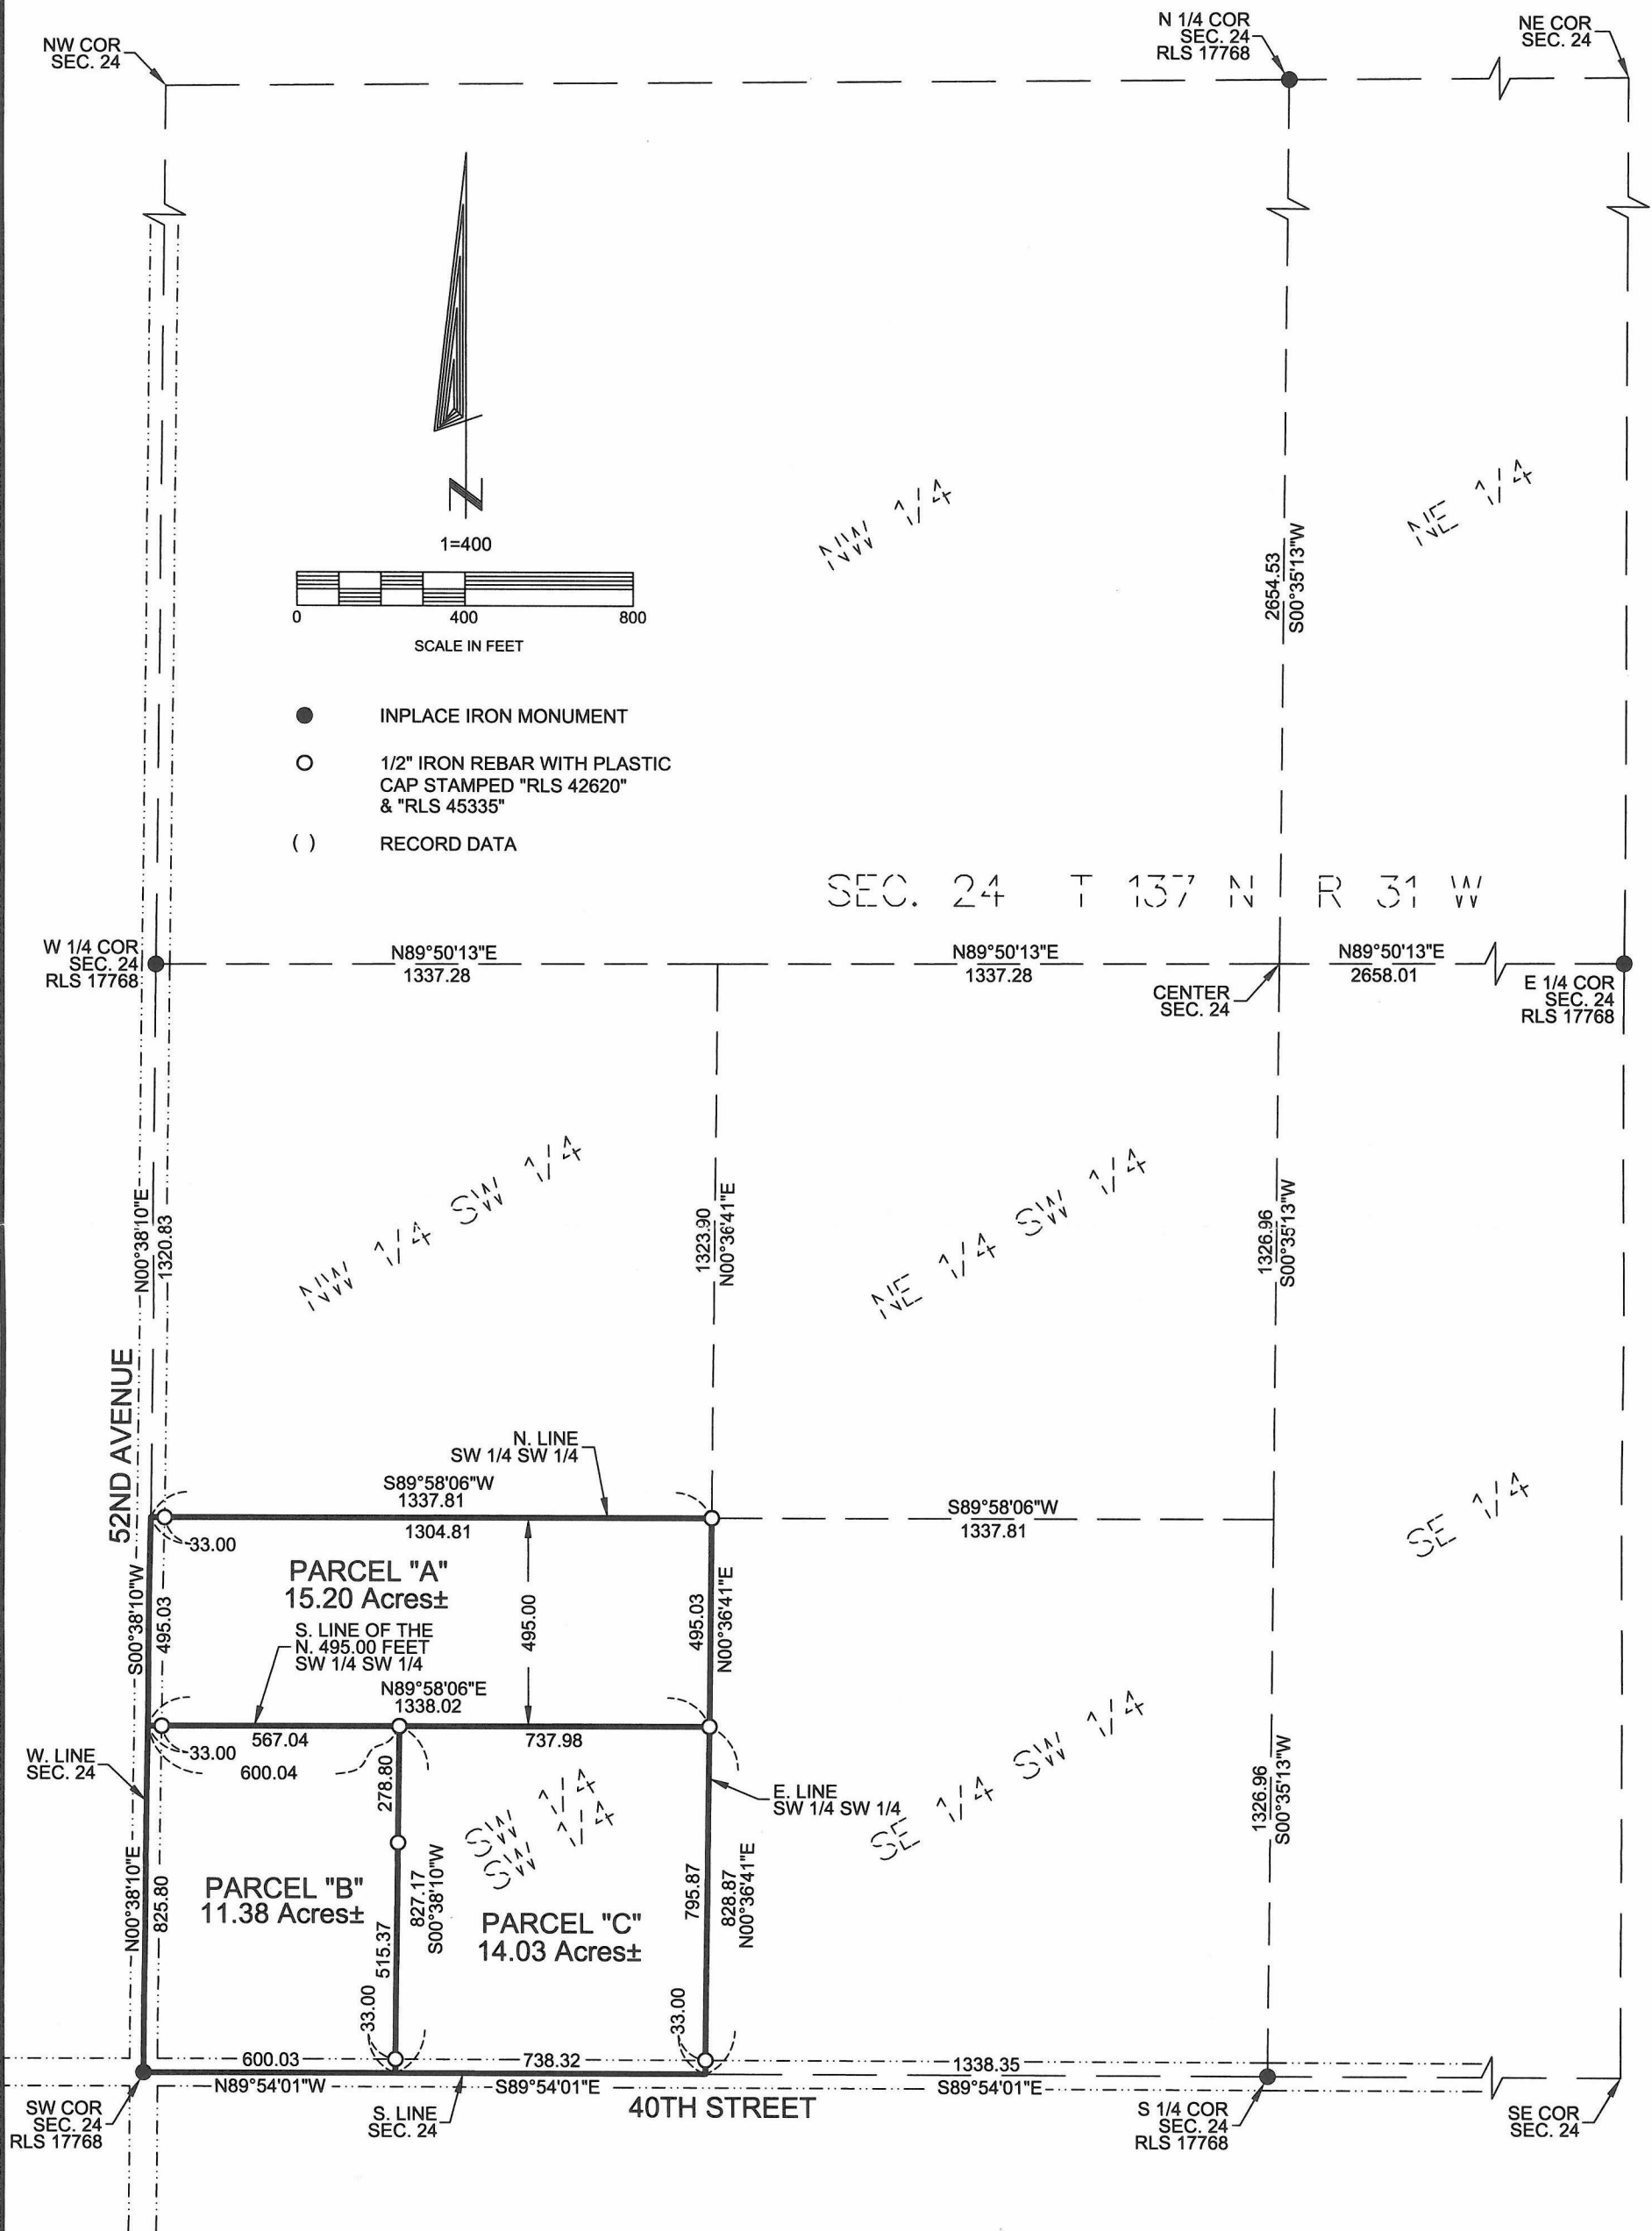 NW COR
SEC. 24
N 1/4 COR
SEC. 24
RLS 17768
NE COR
SEC. 24
N
1=400
0 400 800
SCALE IN FEET
INPLACE IRON MONUMENT
1/2" IRON REBAR WITH PLASTIC
CAP STAMPED "RLS 42620"
& "RLS 45335"
( ) RECORD DATA
NW 1/4
NE 1/4
2654.53
S00°35'13"W
SEC. 24 T 137 N R 31 W
W 1/4 COR
SEC. 24
RLS 17768
N89°50'13"E
1337.28
N89°50'13"E
1337.28
N89°50'13"E
2658.01
CENTER
SEC. 24
E 1/4 COR
SEC. 24
RLS 17768
N00°38'10"E
1320.83
NW 1/4 SW 1/4
1323.90
N00°36'41"E
NE 1/4 SW 1/4
1326.96
S00°35'13"W
52ND AVENUE
N. LINE
SW 1/4 SW 1/4
S89°58'06"W
1337.81
1304.81
33.00
S89°58'06"W
1337.81
SE 1/4
PARCEL "A"
15.20 Acres±
S00°38'10"W
495.03
495.00
495.03
N00°36'41"E
S. LINE OF THE
N. 495.00 FEET
SW 1/4 SW 1/4
N89°58'06"E
1338.02
567.04
737.98
33.00
600.04
W. LINE
SEC. 24
278.80
SW 1/4
SW 1/4
E. LINE
SW 1/4 SW 1/4
SE 1/4 SW 1/4
1326.96
S00°35'13"W
N00°38'10"E
825.80
PARCEL "B"
11.38 Acres±
515.37
827.17
S00°38'10"W
PARCEL "C"
14.03 Acres±
795.87
828.87
N00°36'41"E
33.00
33.00
600.03
738.32
1338.35
N89°54'01"W
S89°54'01"E
S89°54'01"E
SW COR
SEC. 24
RLS 17768
S. LINE
SEC. 24
40TH STREET
S 1/4 COR
SEC. 24
RLS 17768
SE COR
SEC. 24